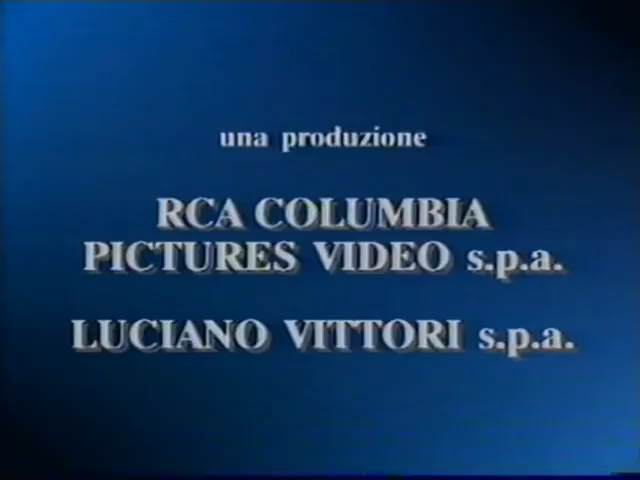 una produzione
RCA COLUMBIA
PICTURES VIDEO s.p.a.
LUCIANO VITTORI s.p.a.